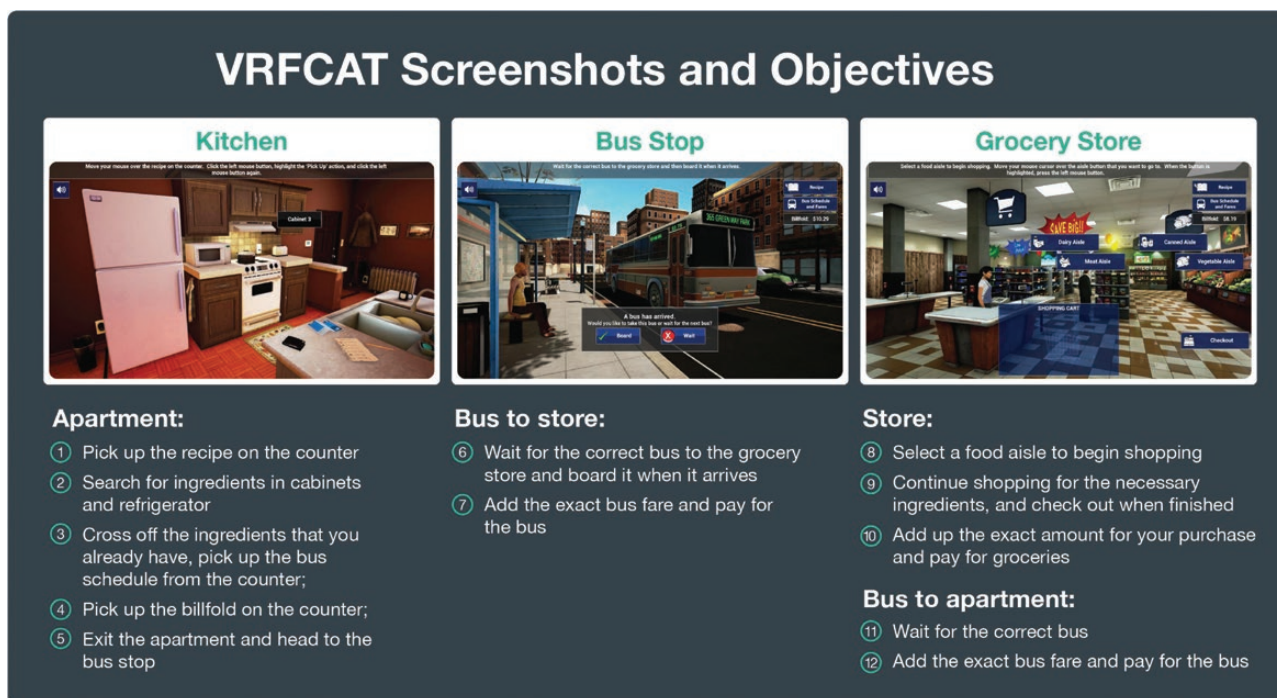 VRFCAT Screenshots and Objectives
Kitchen
Move your mouse over the recipe on the counter. Click the left mouse button, highlight the 'Pick Up' action, and click the left
mouse button again.
Cabinet 3
Bus Stop
Wait for the correct bus to the grocery store and then board it when it arrives.
Recipe
Bus Schedule
and Fares
Billfold: $10.29
365 GREEN WAY PARK
A bus has arrived.
Would you like to take this bus or wait for the next bus?
Board
Wait
Grocery Store
Select a food aisle to begin shopping. Move your mouse cursor over the aisle button that you want to go to. When the button is
highlighted, press the left mouse button.
Recipe
Bus Schedule
and Fares
Billfold: $8.19
SAVE BIG!!
Dairy Aisle
Canned Aisle
Meat Aisle
Vegetable Aisle
SHOPPING CART
Checkout
Apartment:
1 Pick up the recipe on the counter
2 Search for ingredients in cabinets
and refrigerator
3 Cross off the ingredients that you
already have, pick up the bus
schedule from the counter;
4 Pick up the billfold on the counter;
5 Exit the apartment and head to the
bus stop
Bus to store:
6 Wait for the correct bus to the grocery
store and board it when it arrives
7 Add the exact bus fare and pay for
the bus
Store:
8 Select a food aisle to begin shopping
9 Continue shopping for the necessary
ingredients, and check out when finished
10 Add up the exact amount for your purchase
and pay for groceries
Bus to apartment:
11 Wait for the correct bus
12 Add the exact bus fare and pay for the bus